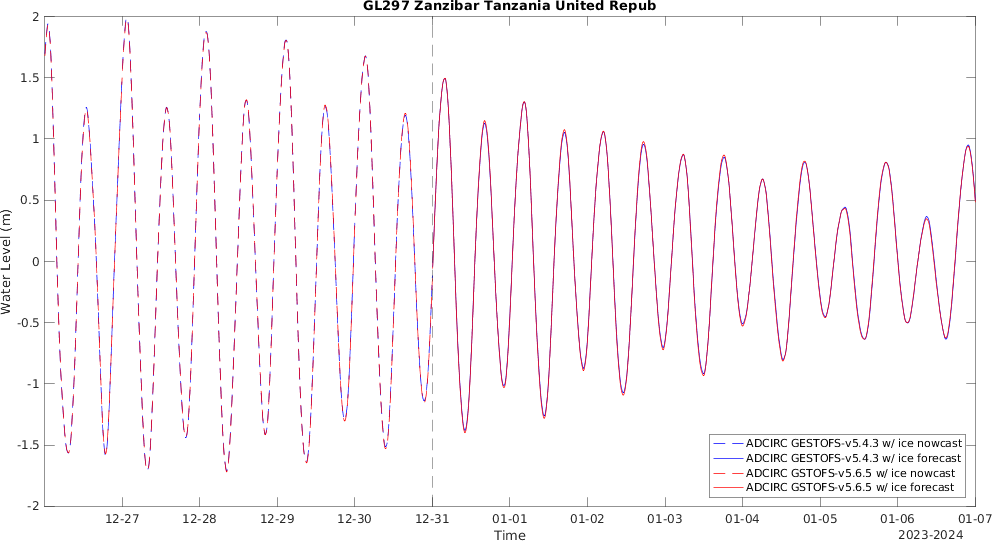 GL297 Zanzibar Tanzania United Repub
2
1.5
1
0.5
0
-0.5
-1
-1.5
-2
Water Level (m)
ADCIRC GESTOFS-v5.4.3 w/ ice nowcast
ADCIRC GESTOFS-v5.4.3 w/ ice forecast
ADCIRC GSTOFS-v5.6.5 w/ ice nowcast
ADCIRC GSTOFS-v5.6.5 w/ ice forecast
12-27 12-28 12-29 12-30 12-31 01-01 01-02 01-03 01-04 01-05 01-06 01-07
Time
2023-2024